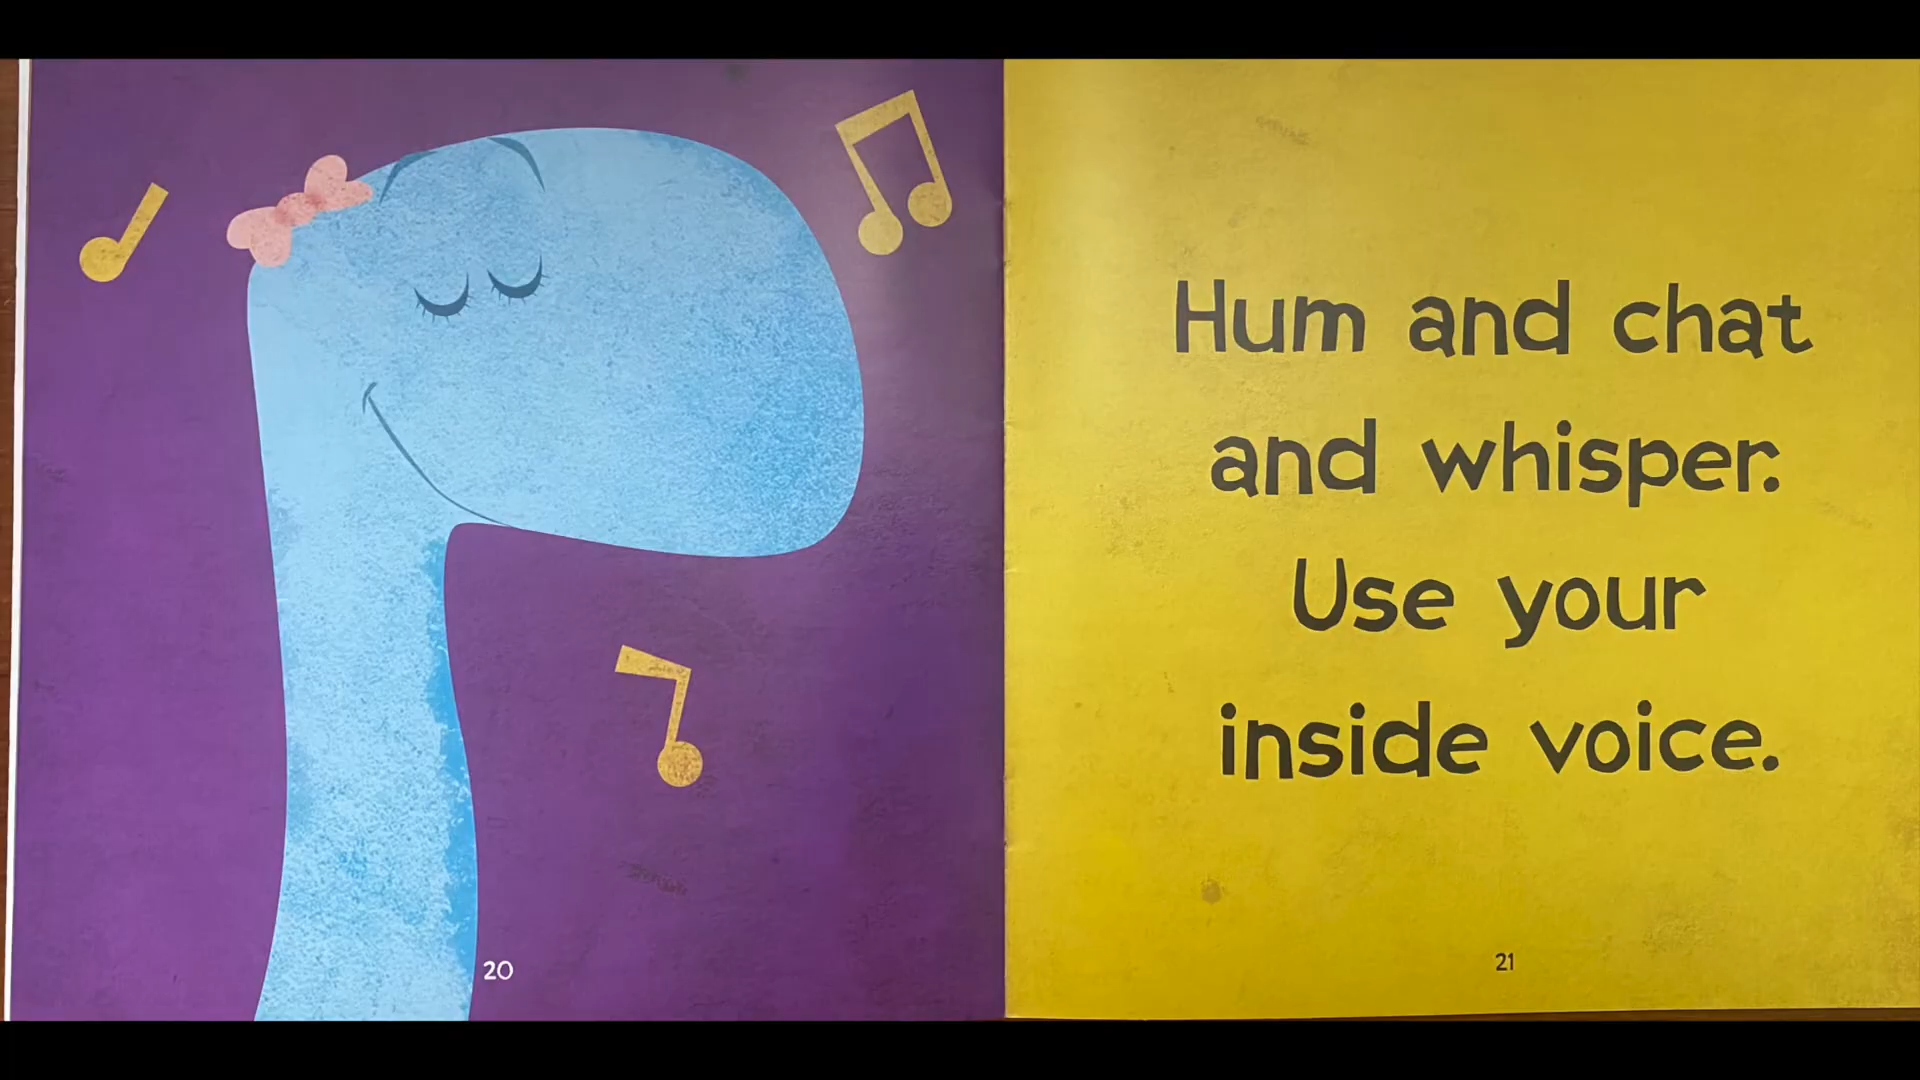 20
Hum and chat
and whisper.
Use your
inside voice.
21